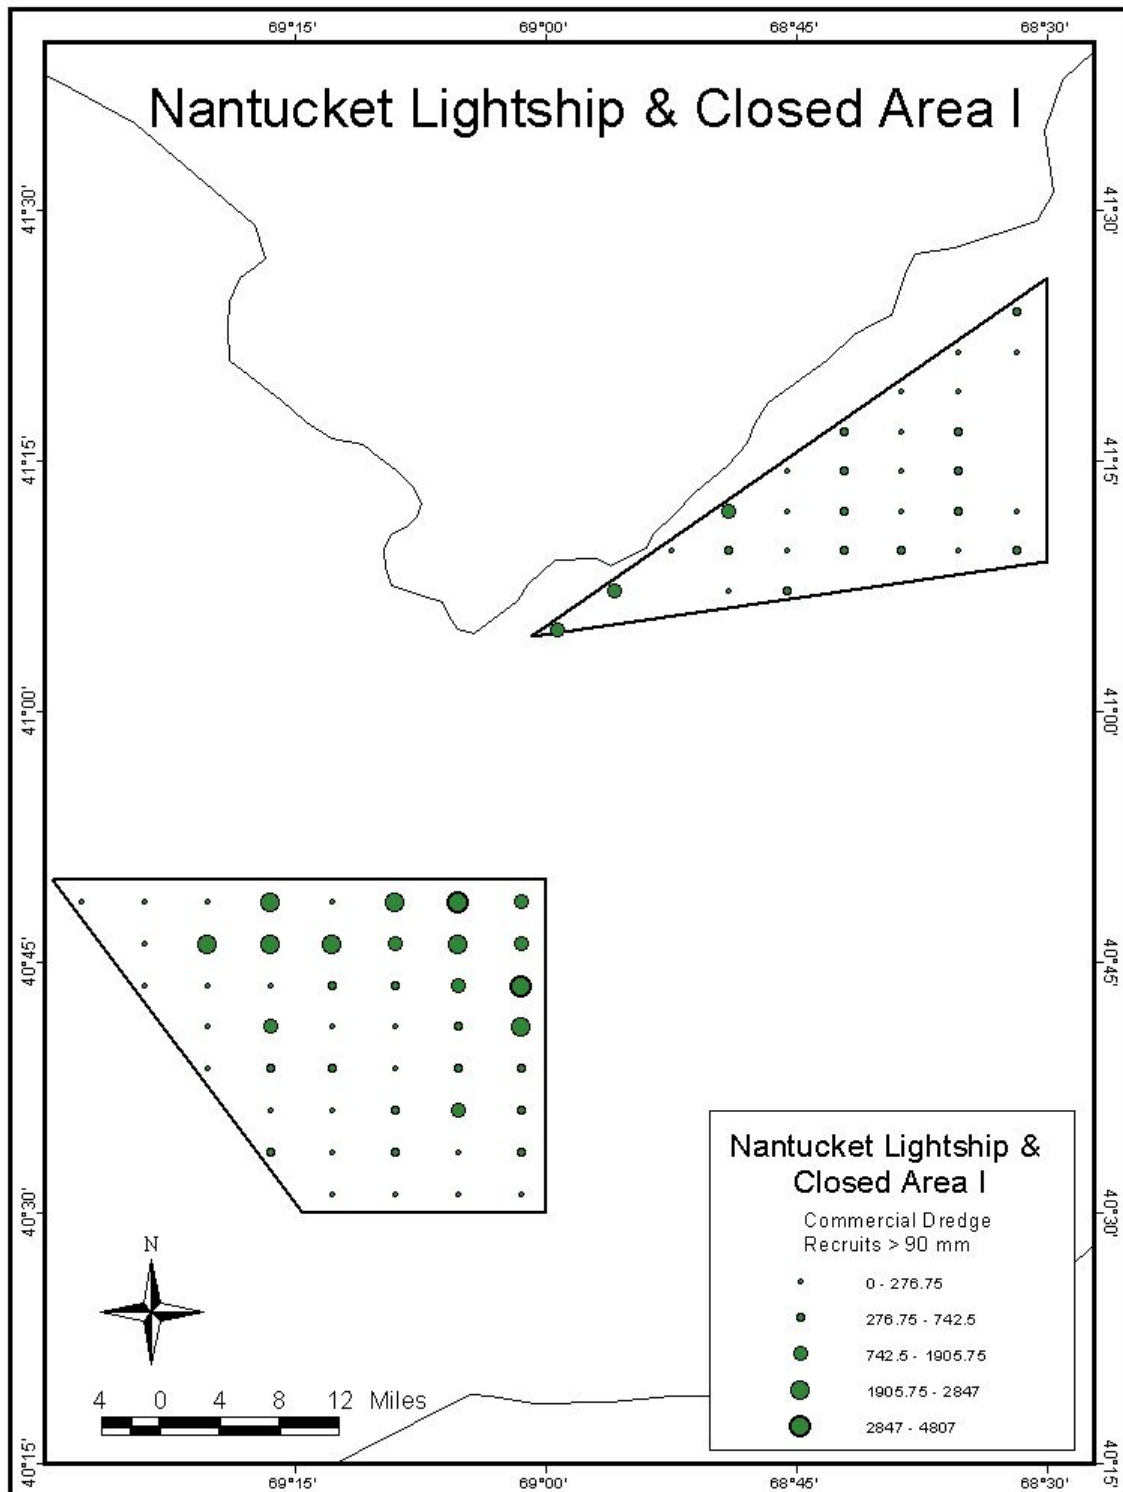 69°15' 69°00' 68°45' 68°30'
Nantucket Lightship & Closed Area I
41°30' 41°30'
41°15' 41°15'
41°00' 41°00'
40°45' 40°45'
40°30' 40°30'
Nantucket Lightship &
Closed Area I
Commercial Dredge
Recruits > 90 mm
0 - 276.75
276.75 - 742.5
742.5 - 1905.75
1905.75 - 2847
2847 - 4807
N
4 0 4 8 12 Miles
40°15' 40°15'
69°15' 69°00' 68°45' 68°30'